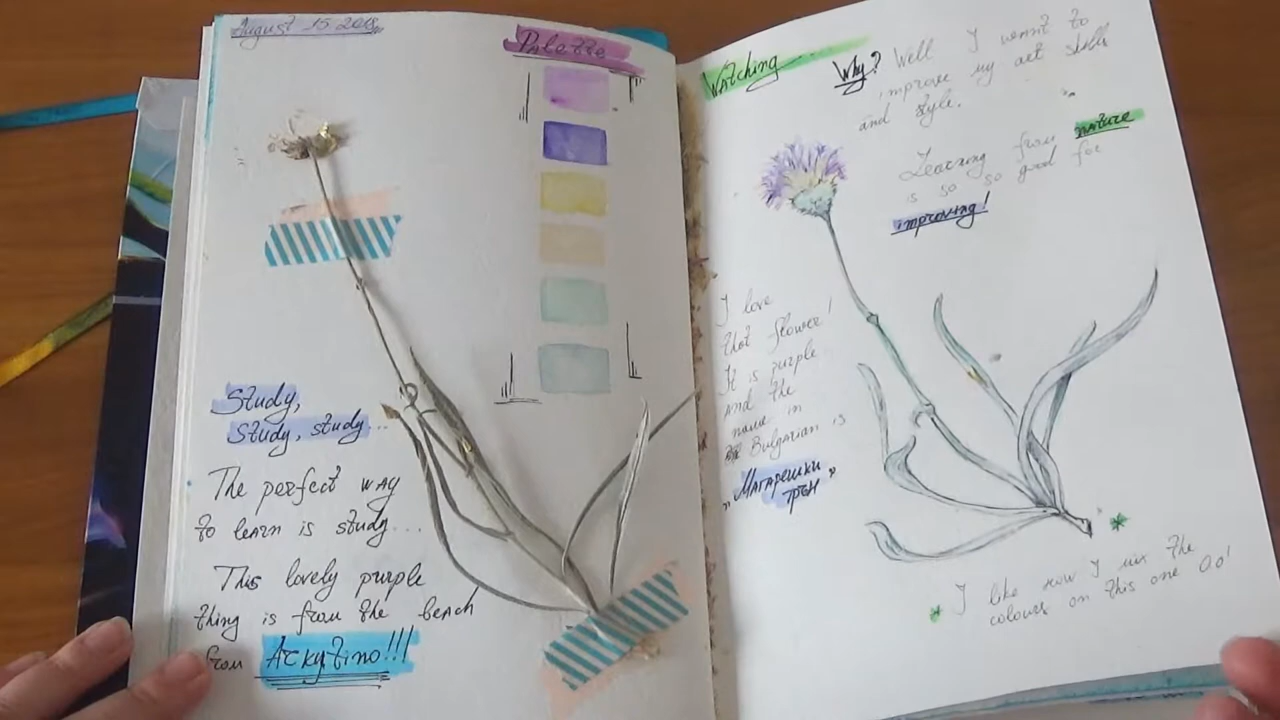 August 15 2018
Palette
Study,
Study, study...
The perfect way
to learn is study...
This lovely purple
thing is from the beach
from Arkytino!!!
Watching
Why? Well I want to
improve my art skills
and style.
Learning from nature
is so so good for
improving!
I love
that flower!
It is purple
and the
name in
Bulgarian is
„Магарешки
трън"
* I like how I mix the
colours on this one O.o!